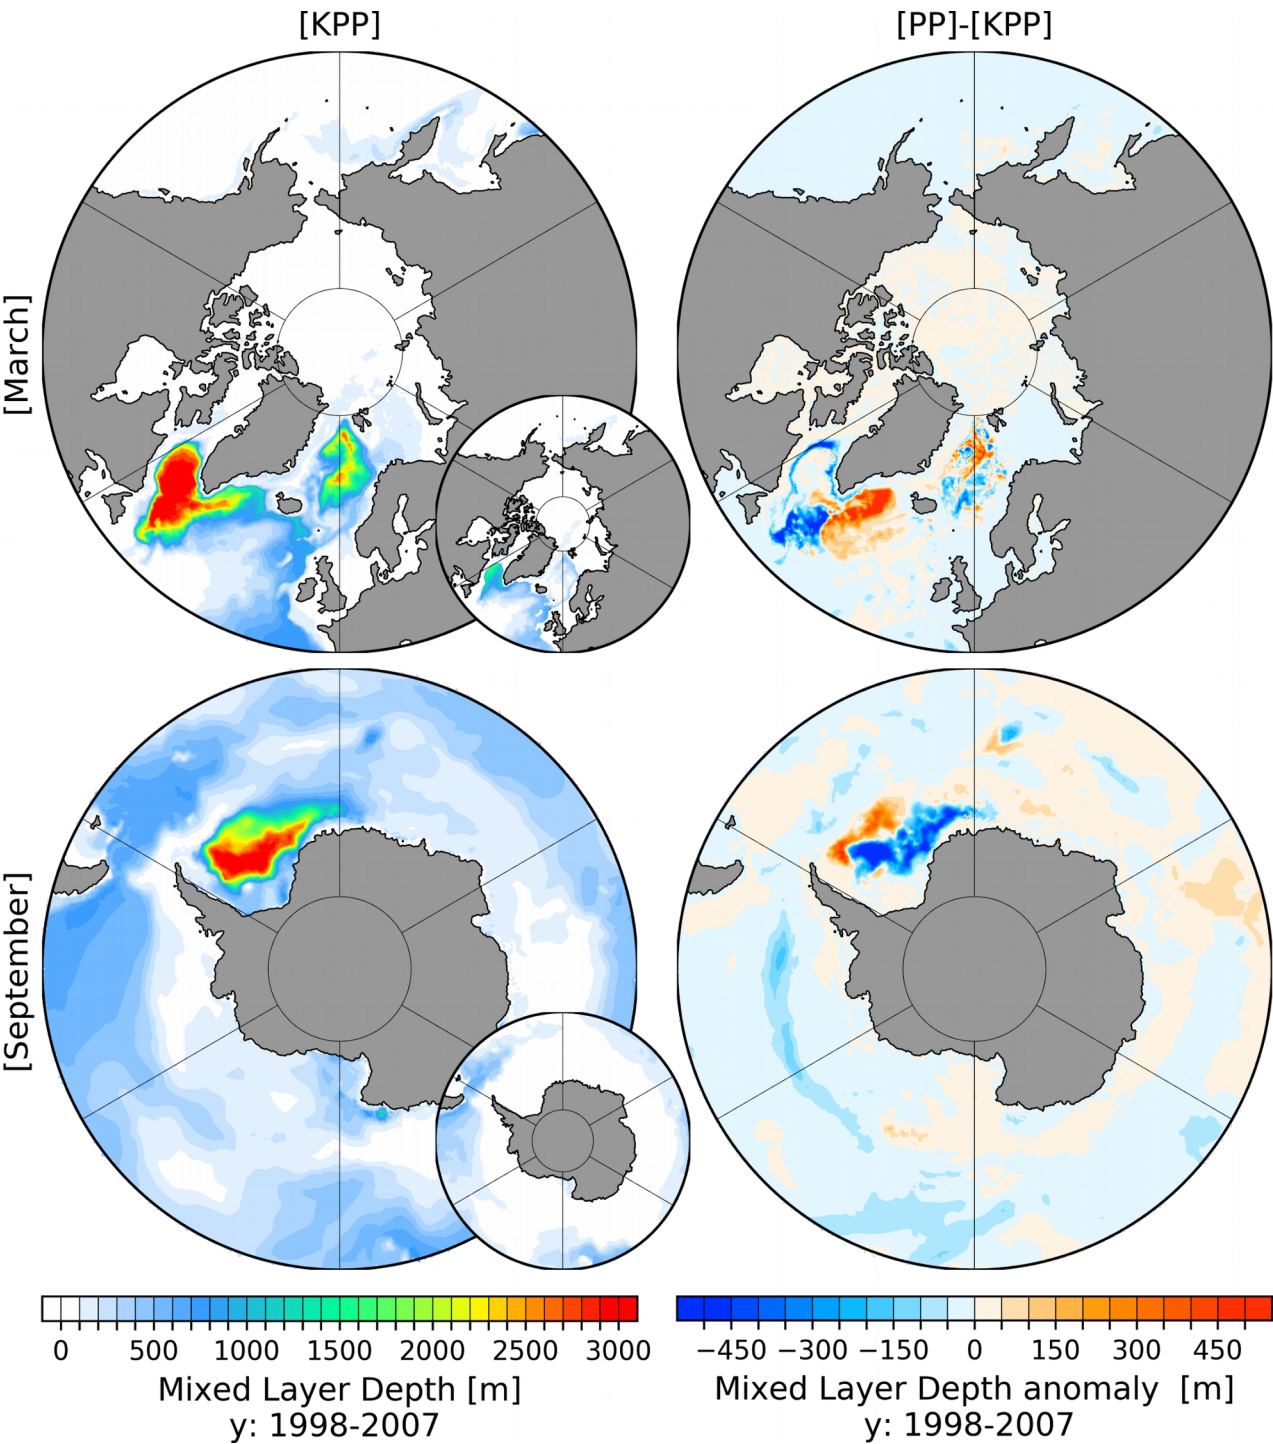 [KPP]
[PP]-[KPP]
[March]
[September]
0 500 1000 1500 2000 2500 3000
Mixed Layer Depth [m]
y: 1998-2007
−450 −300 −150 0 150 300 450
Mixed Layer Depth anomaly [m]
y: 1998-2007